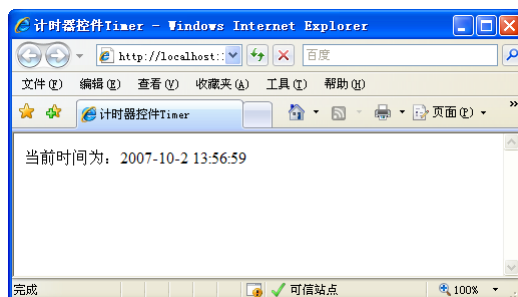 计时器控件Timer - Windows Internet Explorer
http://localhost:
百度
文件(F) 编辑(E) 查看(V) 收藏夹(A) 工具(T) 帮助(H)
计时器控件Timer
页面(P)
»
当前时间为：2007-10-2 13:56:59
完成
可信站点
100%